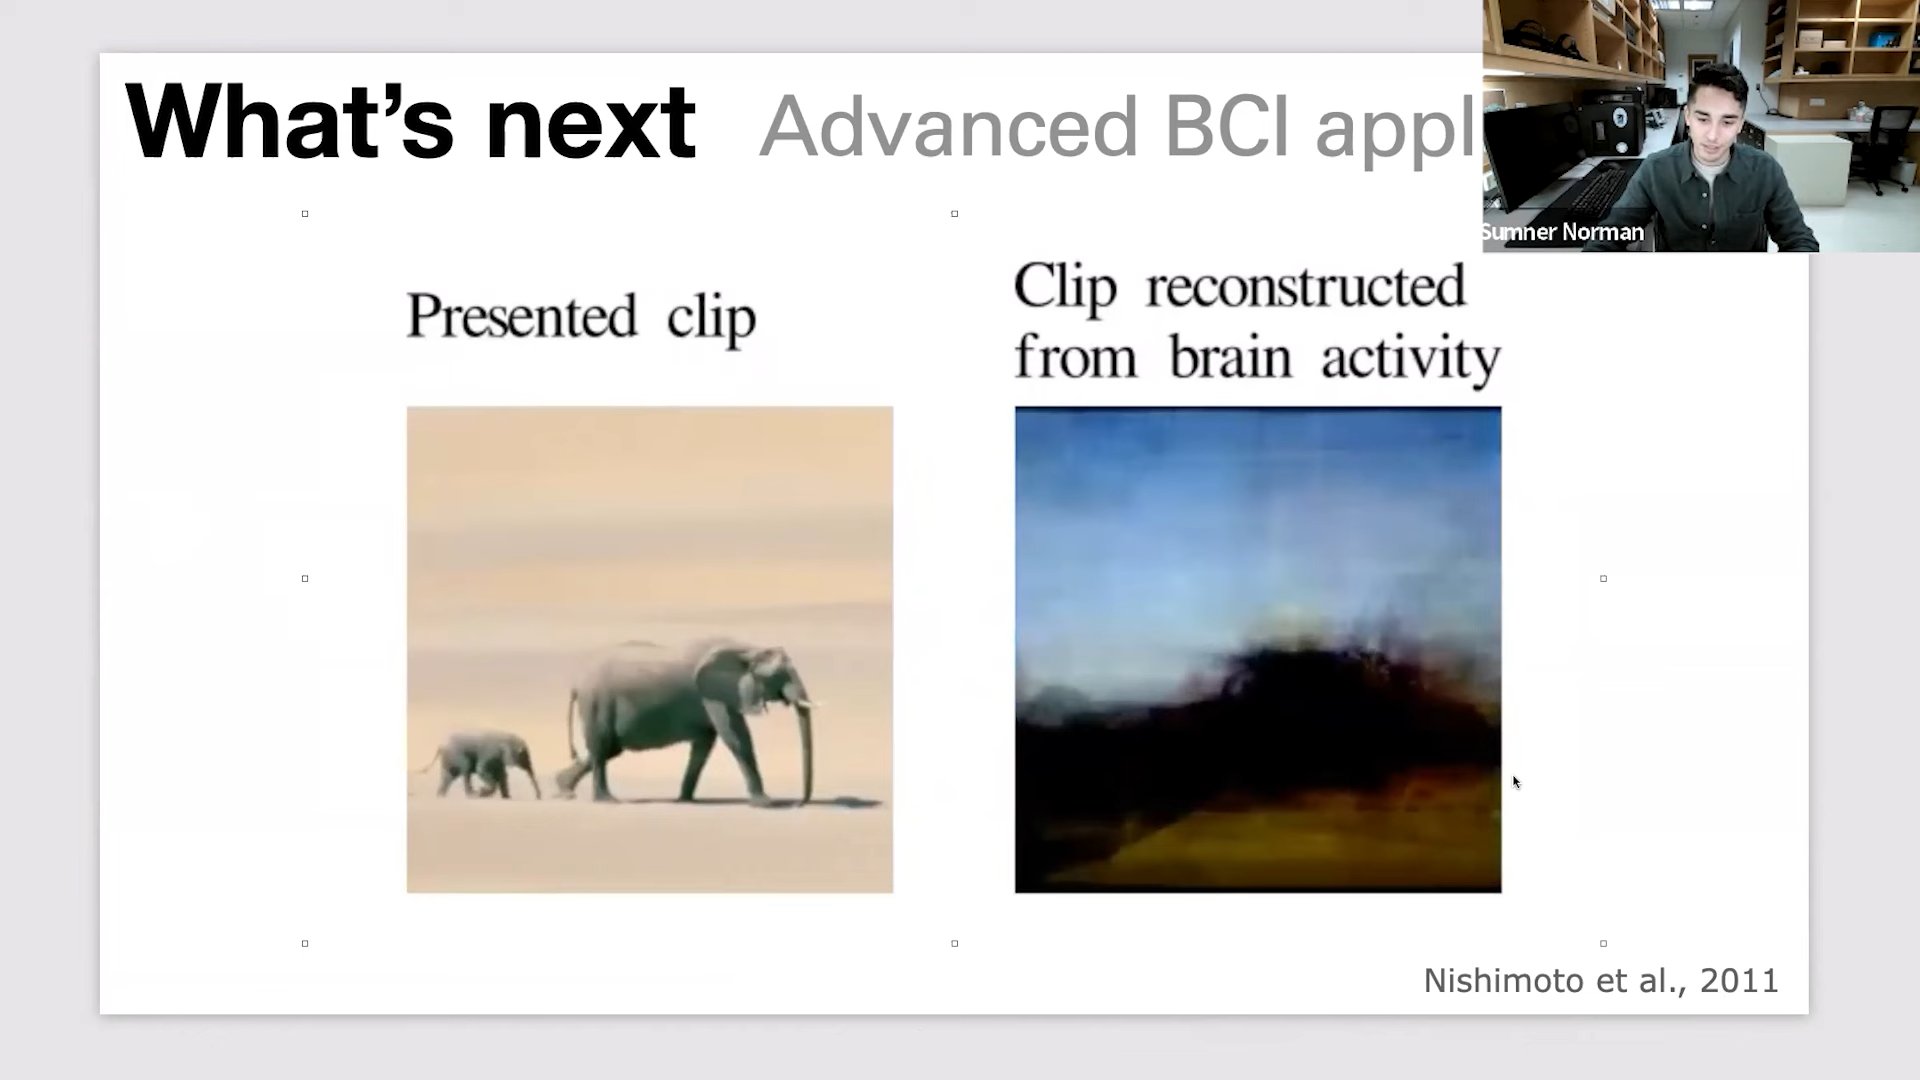 What's next Advanced BCI appl
Sumner Norman
Presented clip
Clip reconstructed
from brain activity
Nishimoto et al., 2011